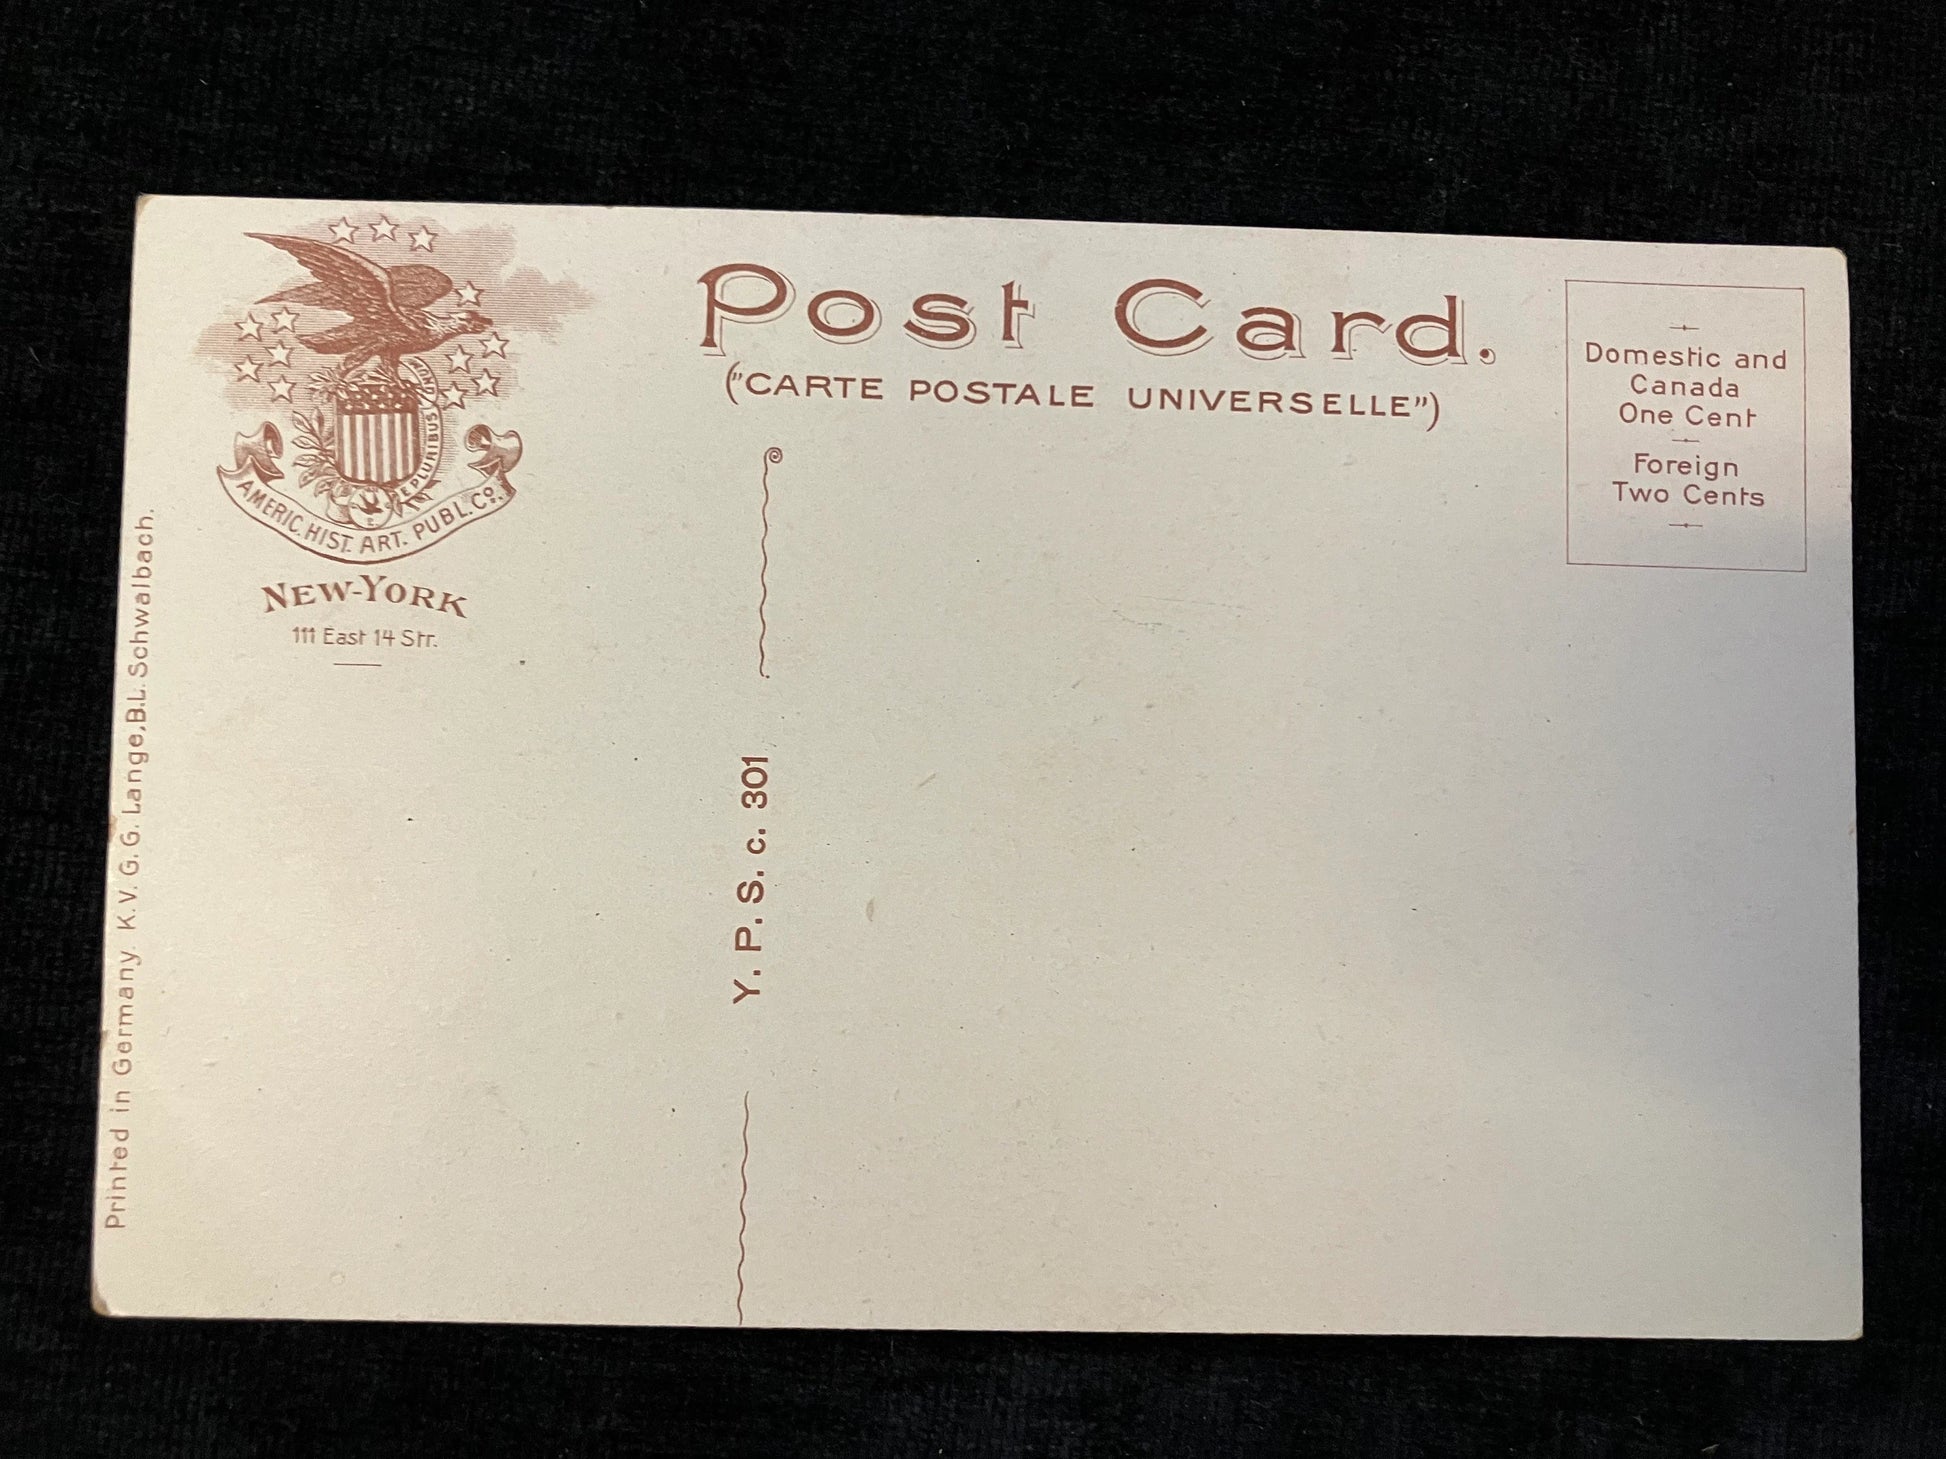 E PLURIBUS UNUM
AMERIC. HIST. ART. PUBL. Cº.
NEW-YORK
111 East 14 Str.
Printed in Germany. K. V. G. G. Lange, B. L. Schwalbach.
Post Card.
("CARTE POSTALE UNIVERSELLE")
Y. P. S. c. 301
Domestic and
Canada
One Cent
Foreign
Two Cents